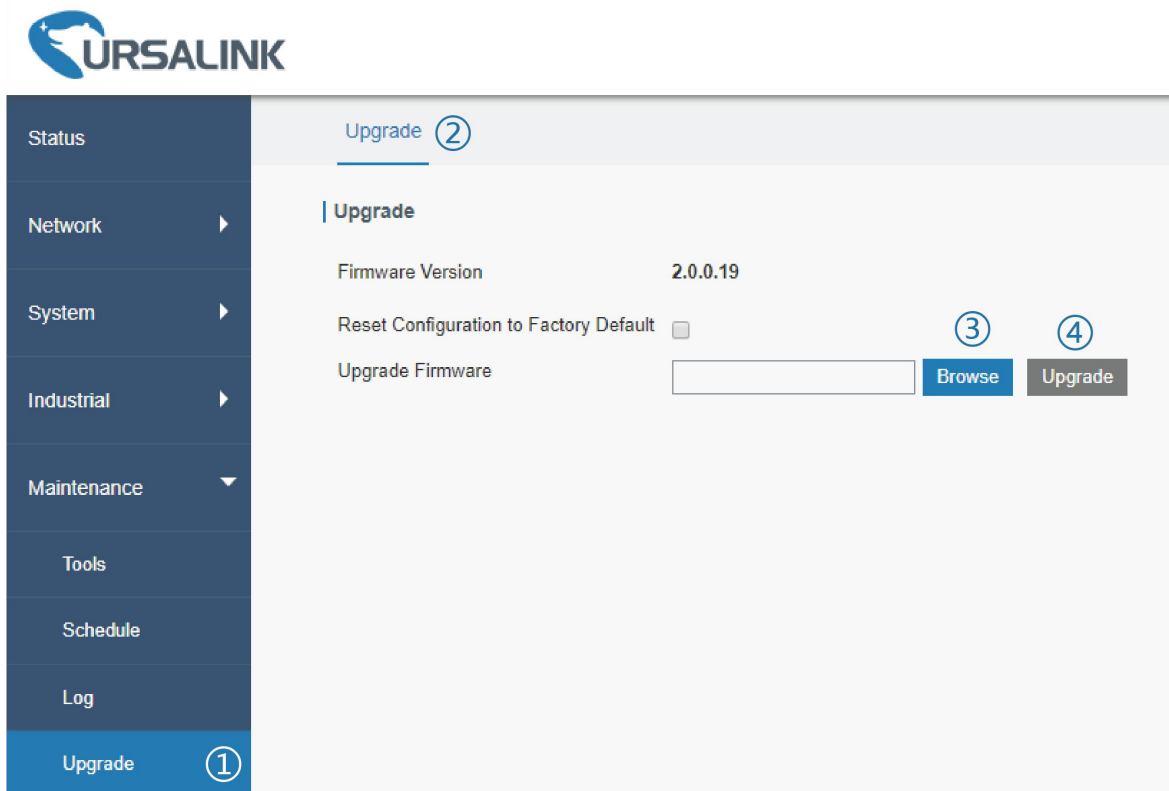 URSALINK
Status
Upgrade ②
Upgrade
Network
Firmware Version 2.0.0.19
System
Reset Configuration to Factory Default
③ ④
Upgrade Firmware Browse Upgrade
Industrial
Maintenance
Tools
Schedule
Log
Upgrade ①